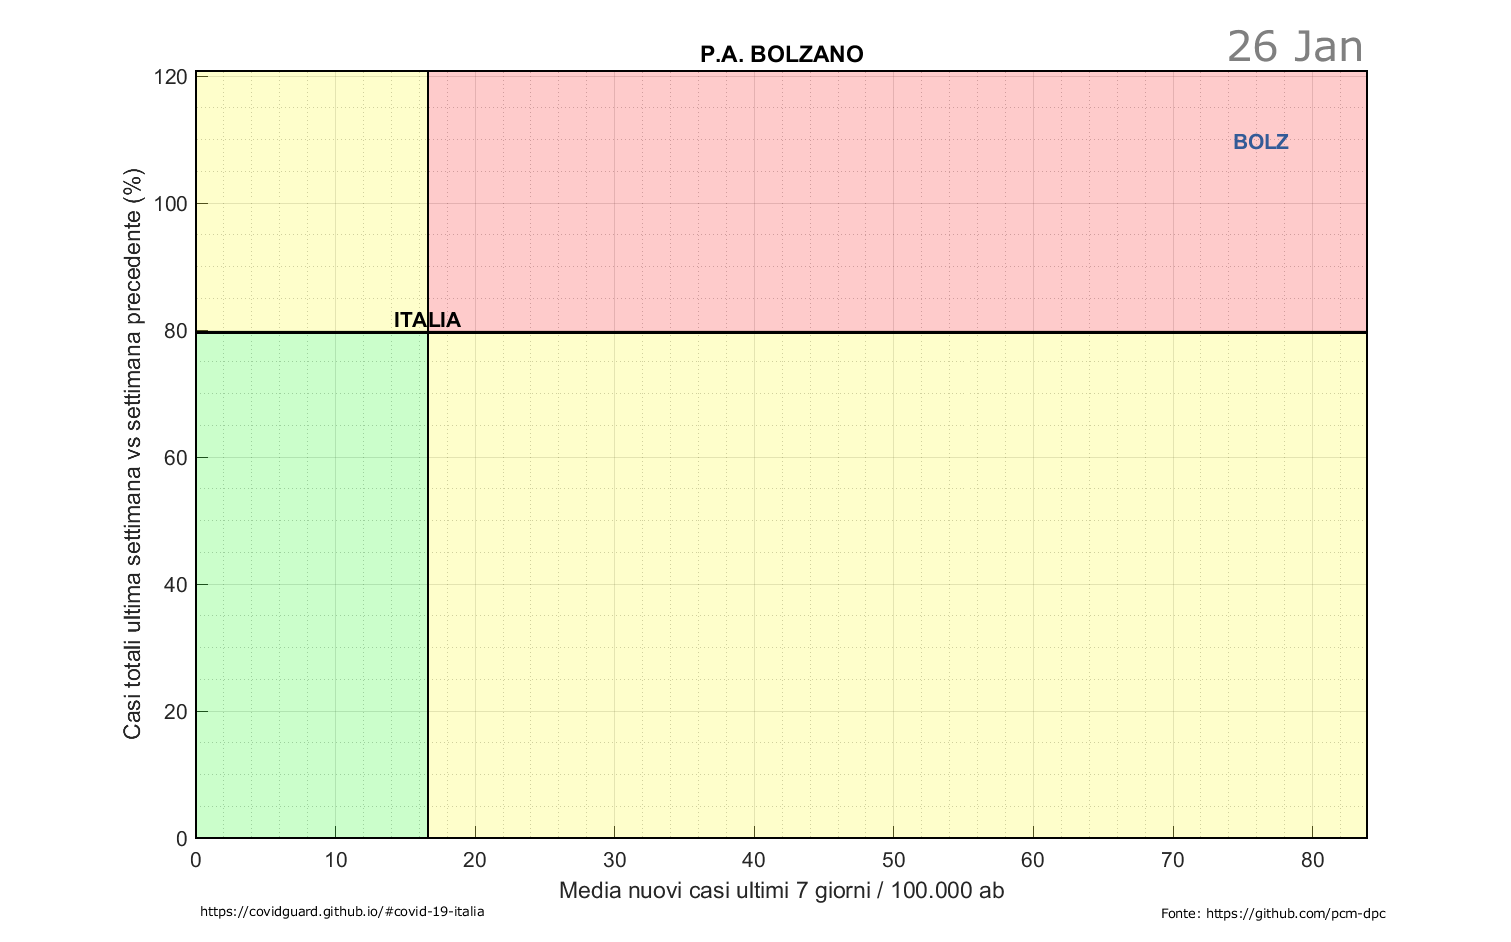 P.A. BOLZANO
26 Jan
120
100
80
60
40
20
0
Casi totali ultima settimana vs settimana precedente (%)
BOLZ
ITALIA
0 10 20 30 40 50 60 70 80
Media nuovi casi ultimi 7 giorni / 100.000 ab
https://covidguard.github.io/#covid-19-italia
Fonte: https://github.com/pcm-dpc